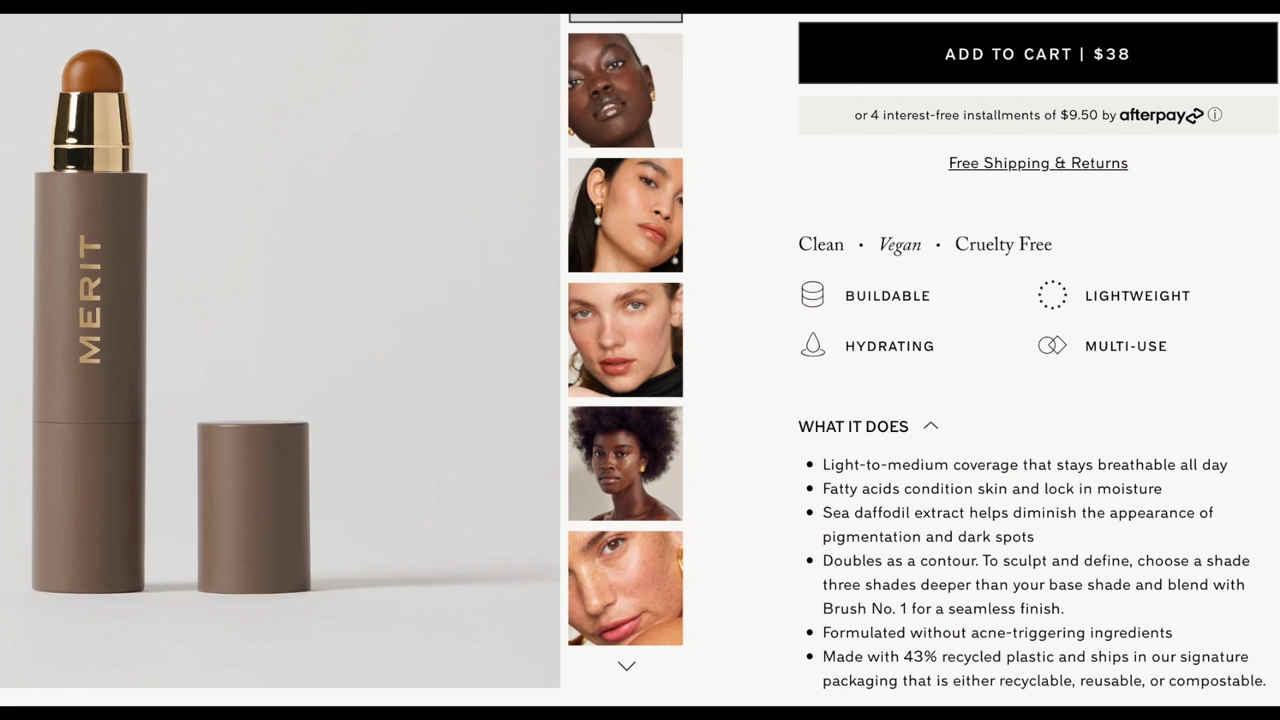 MERIT
ADD TO CART | $38
or 4 interest-free installments of $9.50 by afterpay
Free Shipping & Returns
Clean • Vegan • Cruelty Free
BUILDABLE
LIGHTWEIGHT
HYDRATING
MULTI-USE
WHAT IT DOES
• Light-to-medium coverage that stays breathable all day
• Fatty acids condition skin and lock in moisture
• Sea daffodil extract helps diminish the appearance of
pigmentation and dark spots
• Doubles as a contour. To sculpt and define, choose a shade
three shades deeper than your base shade and blend with
Brush No. 1 for a seamless finish.
• Formulated without acne-triggering ingredients
• Made with 43% recycled plastic and ships in our signature
packaging that is either recyclable, reusable, or compostable.